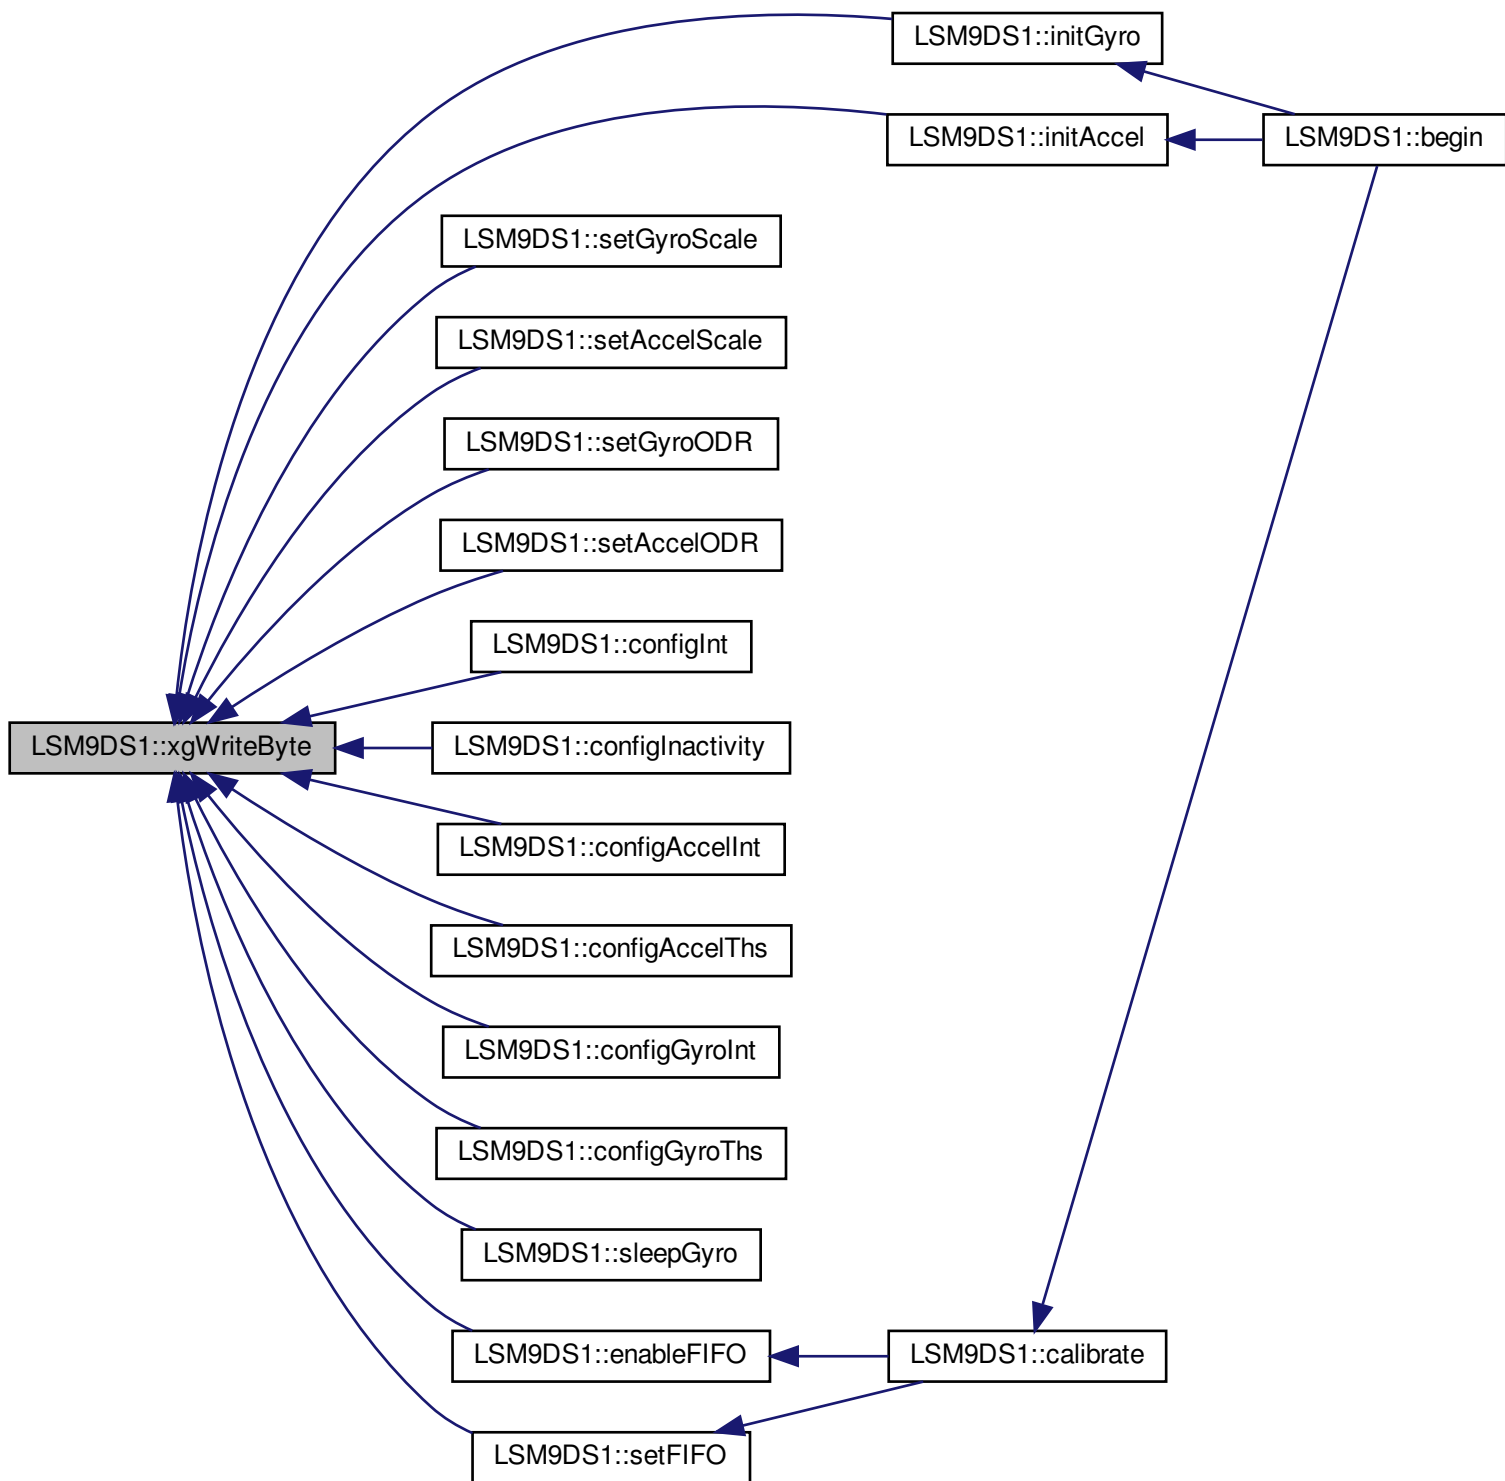 LSM9DS1::initGyro
LSM9DS1::initAccel
LSM9DS1::begin
LSM9DS1::setGyroScale
LSM9DS1::setAccelScale
LSM9DS1::setGyroODR
LSM9DS1::setAccelODR
LSM9DS1::configInt
LSM9DS1::xgWriteByte
LSM9DS1::configInactivity
LSM9DS1::configAccelInt
LSM9DS1::configAccelThs
LSM9DS1::configGyroInt
LSM9DS1::configGyroThs
LSM9DS1::sleepGyro
LSM9DS1::enableFIFO
LSM9DS1::calibrate
LSM9DS1::setFIFO